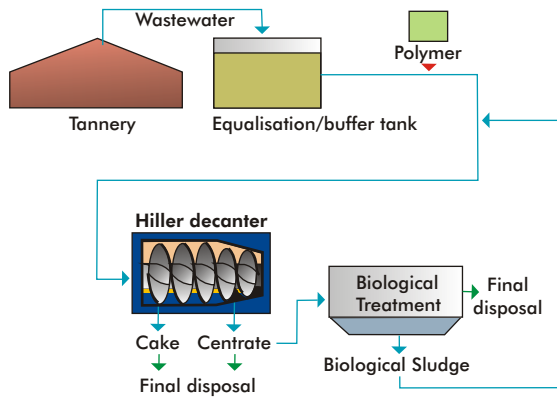 Wastewater
Polymer
Tannery
Equalisation/buffer tank
Hiller decanter
Biological
Treatment
Final
disposal
Cake
Centrate
Biological Sludge
Final disposal